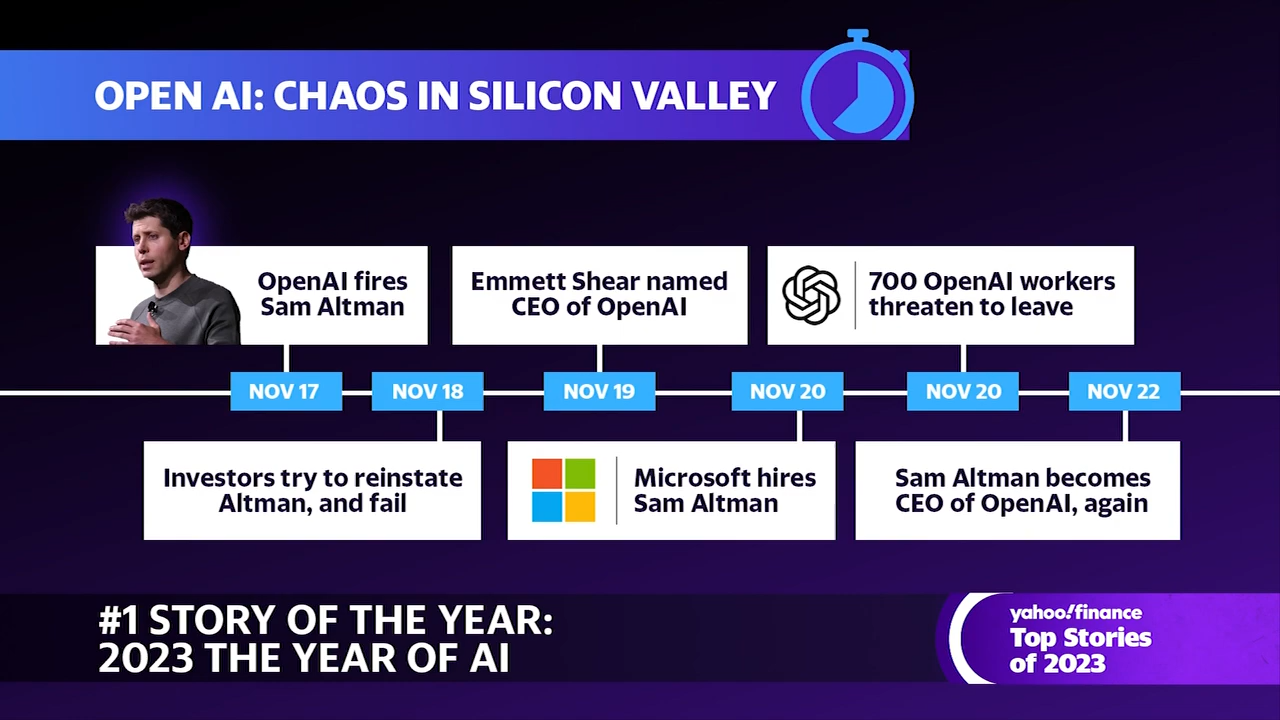 OPEN AI: CHAOS IN SILICON VALLEY
OpenAI fires
Sam Altman
Emmett Shear named
CEO of OpenAI
700 OpenAI workers
threaten to leave
NOV 17
NOV 18
NOV 19
NOV 20
NOV 20
NOV 22
Investors try to reinstate
Altman, and fail
Microsoft hires
Sam Altman
Sam Altman becomes
CEO of OpenAI, again
#1 STORY OF THE YEAR:
2023 THE YEAR OF AI
yahoo!finance
Top Stories
of 2023